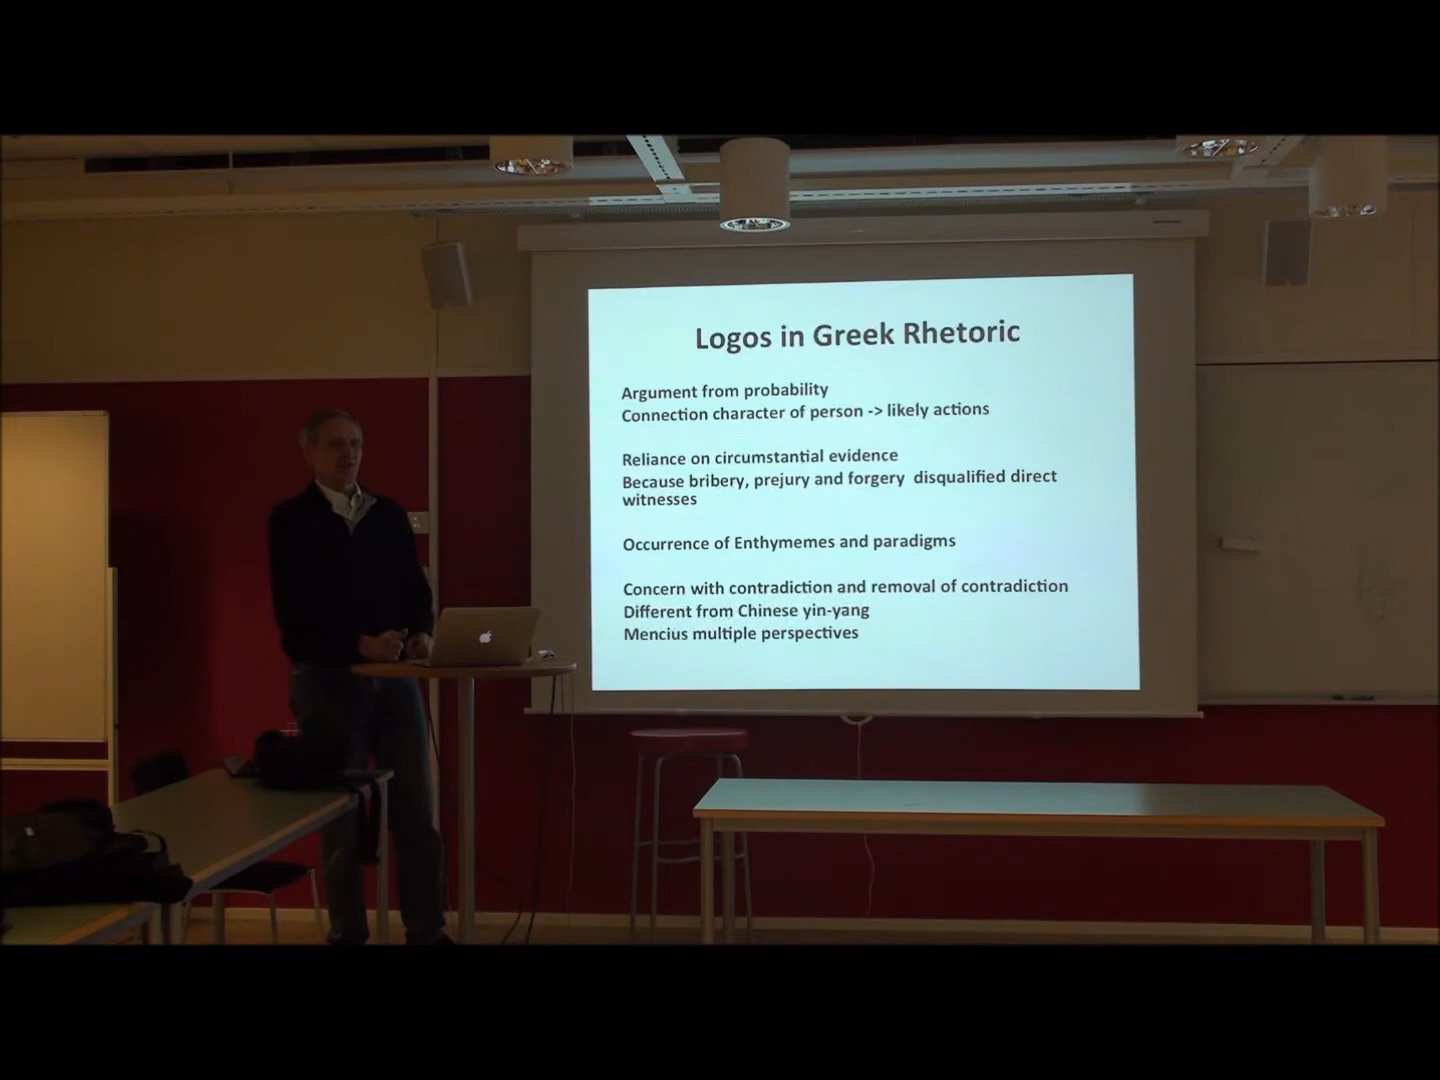 Logos in Greek Rhetoric
Argument from probability
Connection character of person -> likely actions
Reliance on circumstantial evidence
Because bribery, prejury and forgery disqualified direct
witnesses
Occurrence of Enthymemes and paradigms
Concern with contradiction and removal of contradiction
Different from Chinese yin-yang
Mencius multiple perspectives